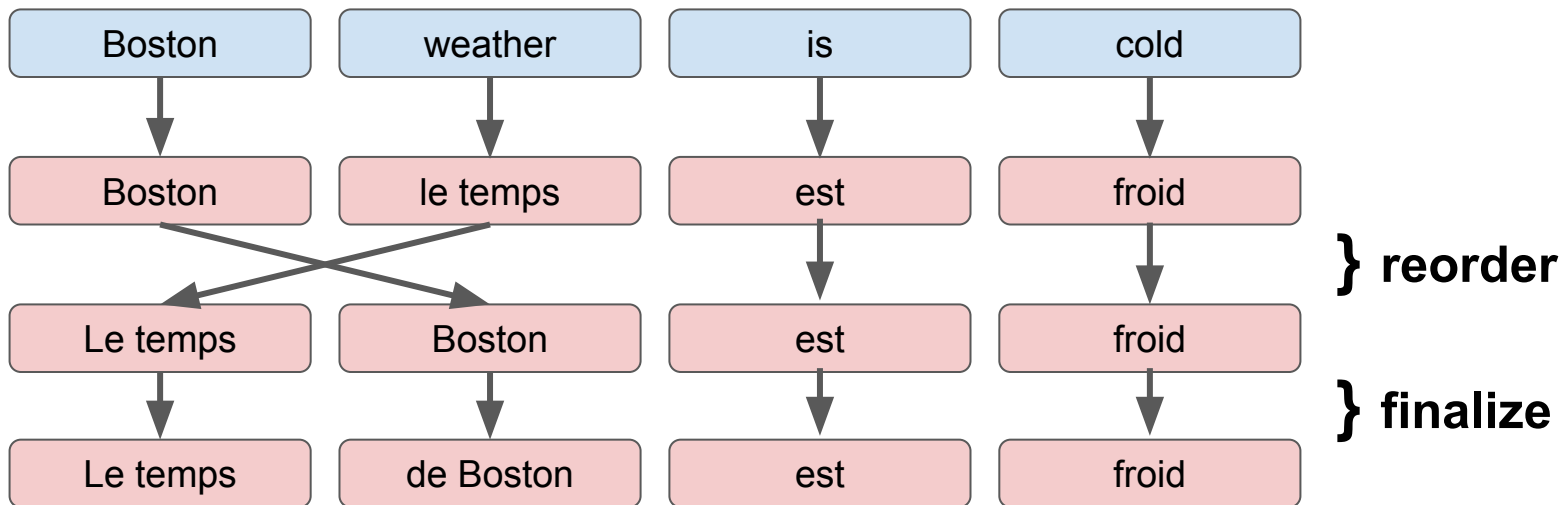 Boston weather is cold
Boston le temps est froid
} reorder
Le temps Boston est froid
} finalize
Le temps de Boston est froid